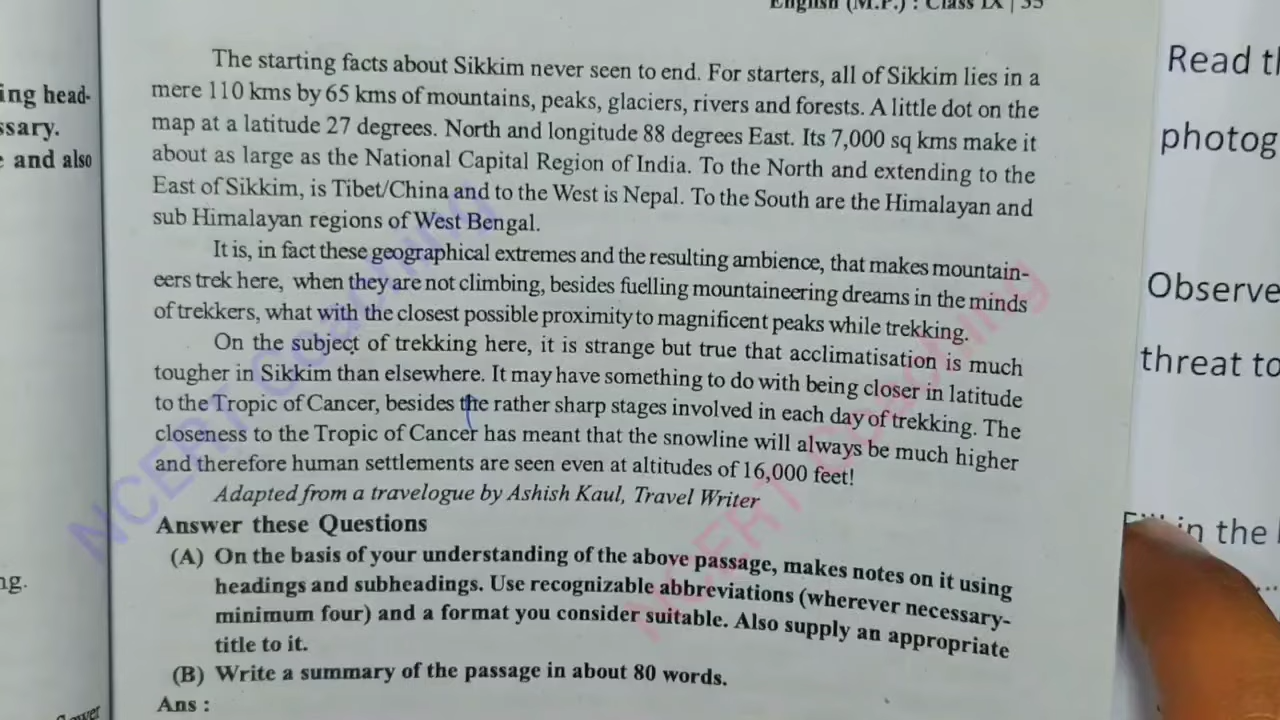 English (M.P.) : Class IX | 35
The starting facts about Sikkim never seen to end. For starters, all of Sikkim lies in a
mere 110 kms by 65 kms of mountains, peaks, glaciers, rivers and forests. A little dot on the
map at a latitude 27 degrees. North and longitude 88 degrees East. Its 7,000 sq kms make it
about as large as the National Capital Region of India. To the North and extending to the
East of Sikkim, is Tibet/China and to the West is Nepal. To the South are the Himalayan and
sub Himalayan regions of West Bengal.
It is, in fact these geographical extremes and the resulting ambience, that makes mountain-
eers trek here, when they are not climbing, besides fuelling mountaineering dreams in the minds
of trekkers, what with the closest possible proximity to magnificent peaks while trekking.
On the subject of trekking here, it is strange but true that acclimatisation is much
tougher in Sikkim than elsewhere. It may have something to do with being closer in latitude
to the Tropic of Cancer, besides the rather sharp stages involved in each day of trekking. The
closeness to the Tropic of Cancer has meant that the snowline will always be much higher
and therefore human settlements are seen even at altitudes of 16,000 feet!
Adapted from a travelogue by Ashish Kaul, Travel Writer
Answer these Questions
(A) On the basis of your understanding of the above passage, makes notes on it using
headings and subheadings. Use recognizable abbreviations (wherever necessary-
minimum four) and a format you consider suitable. Also supply an appropriate
title to it.
(B) Write a summary of the passage in about 80 words.
Ans :
ing head-
ssary.
and also
ng.
Read
photog
Observe
threat to
in the
NCERT Coaching
NCERT Coaching